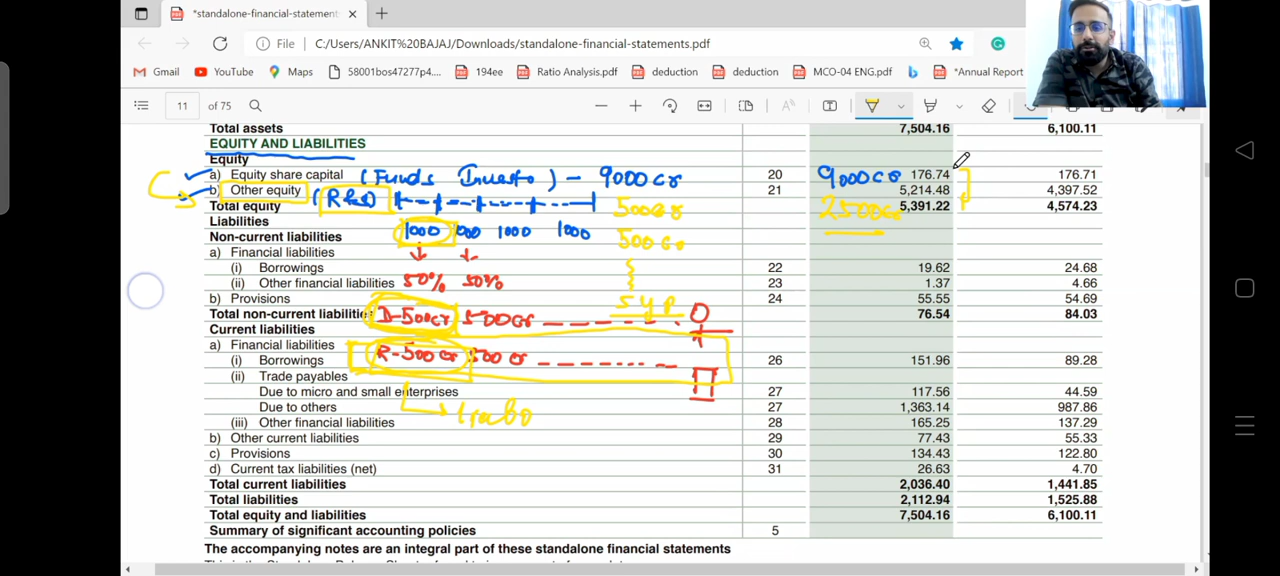 *standalone-financial-statement
File C:/Users/ANKIT%20BAJAJ/Downloads/standalone-financial-statements.pdf
Gmail YouTube Maps 58001bos47277p4.... 194ee Ratio Analysis.pdf deduction deduction MCO-04 ENG.pdf *Annual Report
11 of 75
Total assets 7,504.16 6,100.11
EQUITY AND LIABILITIES
Equity
a) Equity share capital (Funds Investo) - 9000 cr 20 9000 cr 176.74 176.71
b) Other equity (R&S) 500 cr 21 5,214.48 4,397.52
Total equity 2500 cr 5,391.22 4,574.23
Liabilities
Non-current liabilities 1000 1000 1000 1000 500 cr
a) Financial liabilities
(i) Borrowings 22 19.62 24.68
(ii) Other financial liabilities 50% 50% 23 1.37 4.66
b) Provisions 5 yr 24 55.55 54.69
Total non-current liabilitie D-500cr 500cr 76.54 84.03
Current liabilities
a) Financial liabilities
(i) Borrowings R-500 cr 500 cr 26 151.96 89.28
(ii) Trade payables
Due to micro and small enterprises 27 117.56 44.59
Due to others 27 1,363.14 987.86
(iii) Other financial liabilities 28 165.25 137.29
b) Other current liabilities 29 77.43 55.33
c) Provisions 30 134.43 122.80
d) Current tax liabilities (net) 31 26.63 4.70
Total current liabilities 2,036.40 1,441.85
Total liabilities 2,112.94 1,525.88
Total equity and liabilities 7,504.16 6,100.11
Summary of significant accounting policies 5
The accompanying notes are an integral part of these standalone financial statements